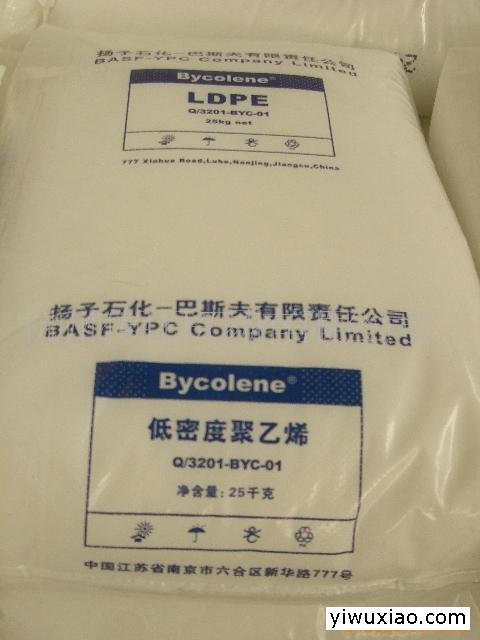 扬子石化-巴斯夫有限责任公司
BASF-YPC Company Limited
Bycolene®
LDPE
Q/3201-BYC-01
25kg net
777 Xinhua Road,Luhe,Nanjing,Jiangsu,China
扬子石化-巴斯夫有限责任公司
BASF-YPC Company Limited
Bycolene®
低密度聚乙烯
Q/3201-BYC-01
净含量:25千克
中国江苏省南京市六合区新华路777号
yiwuxiao.com